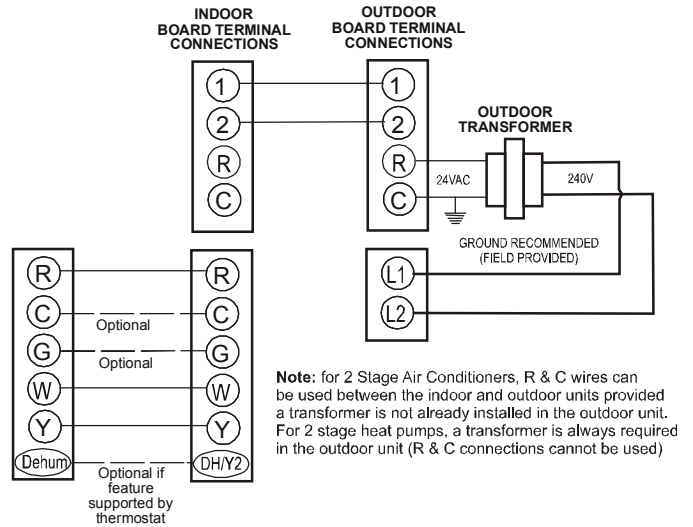 INDOOR
BOARD TERMINAL
CONNECTIONS
OUTDOOR
BOARD TERMINAL
CONNECTIONS
1
2
R
C
1
2
R
C
OUTDOOR
TRANSFORMER
24VAC
240V
GROUND RECOMMENDED
(FIELD PROVIDED)
L1
L2
R
C
G
W
Y
Dehum
Optional
Optional
Optional if
feature
supported by
thermostat
R
C
G
W
Y
DH/Y2
Note: for 2 Stage Air Conditioners, R & C wires can
be used between the indoor and outdoor units provided
a transformer is not already installed in the outdoor unit.
For 2 stage heat pumps, a transformer is always required
in the outdoor unit (R & C connections cannot be used)